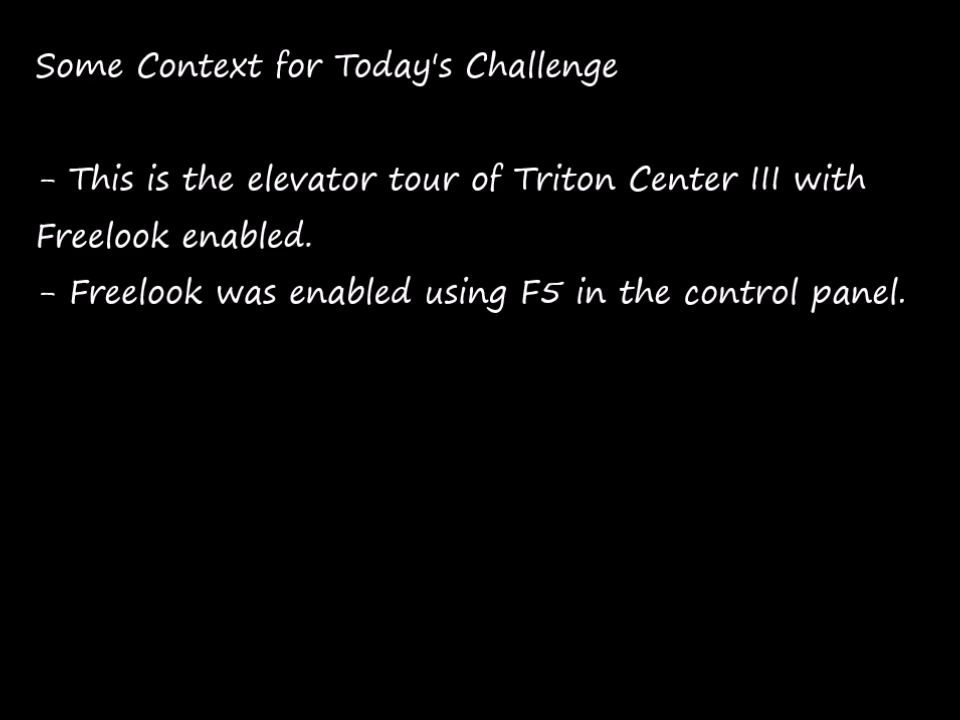 Some Context for Today's Challenge
- This is the elevator tour of Triton Center III with
Freelook enabled.
- Freelook was enabled using F5 in the control panel.